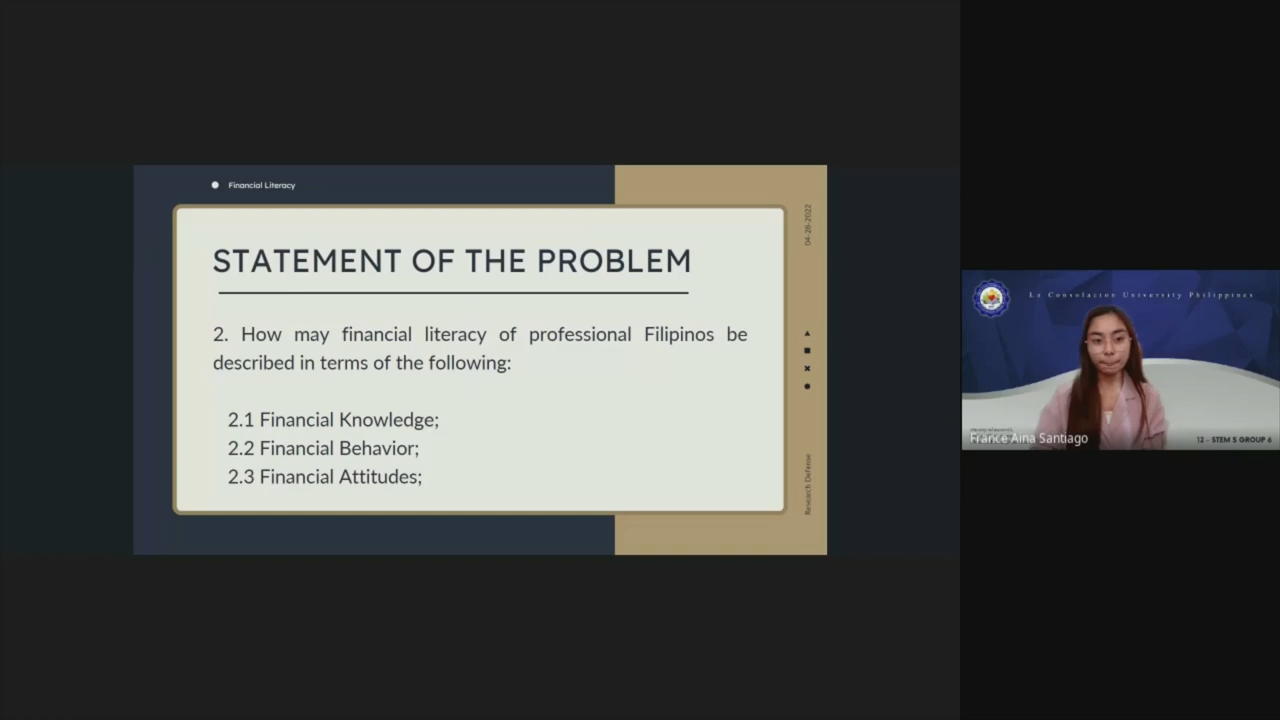 Financial Literacy
STATEMENT OF THE PROBLEM
2. How may financial literacy of professional Filipinos be
described in terms of the following:
2.1 Financial Knowledge;
2.2 Financial Behavior;
2.3 Financial Attitudes;
04-28-2022
Research Defense
La Consolacion University Philippines
France Aina Santiago
12 - STEM S GROUP 6